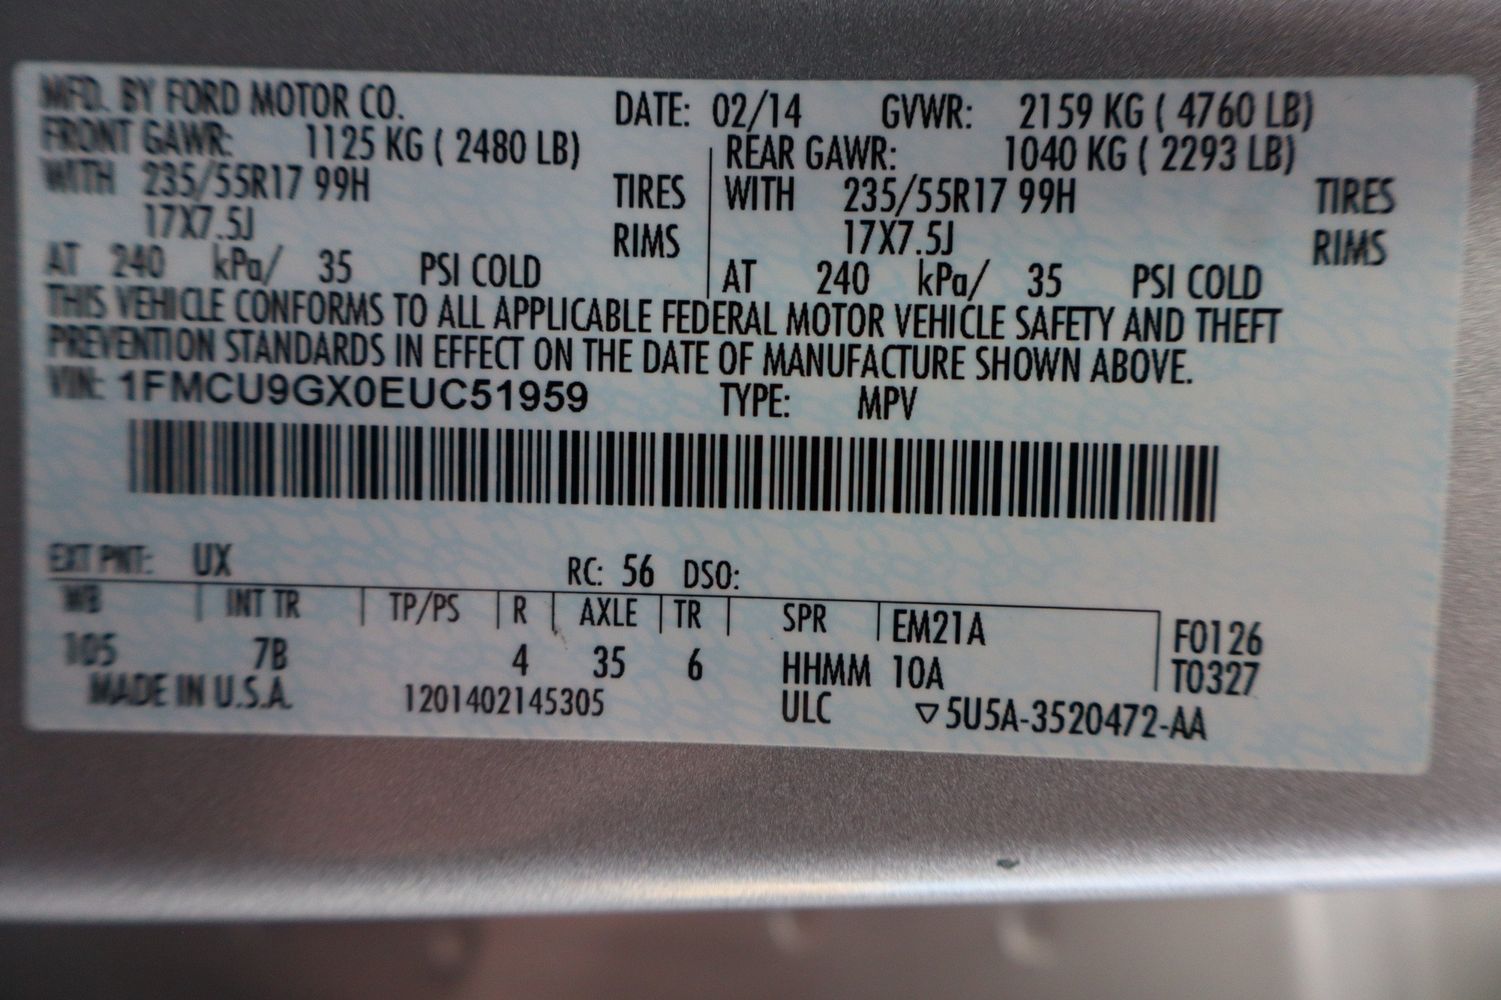 MFD. BY FORD MOTOR CO. DATE: 02/14 GVWR: 2159 KG ( 4760 LB)
FRONT GAWR: 1125 KG ( 2480 LB) REAR GAWR: 1040 KG ( 2293 LB)
WITH 235/55R17 99H TIRES WITH 235/55R17 99H TIRES
17X7.5J RIMS 17X7.5J RIMS
AT 240 kPa/ 35 PSI COLD AT 240 kPa/ 35 PSI COLD
THIS VEHICLE CONFORMS TO ALL APPLICABLE FEDERAL MOTOR VEHICLE SAFETY AND THEFT
PREVENTION STANDARDS IN EFFECT ON THE DATE OF MANUFACTURE SHOWN ABOVE.
VIN: 1FMCU9GX0EUC51959 TYPE: MPV
EXT PNT: UX RC: 56 DSO:
WB INT TR TP/PS R AXLE TR SPR EM21A F0126
105 7B 4 35 6 HHMM 10A T0327
MADE IN U.S.A. 1201402145305 ULC ▽5U5A-3520472-AA